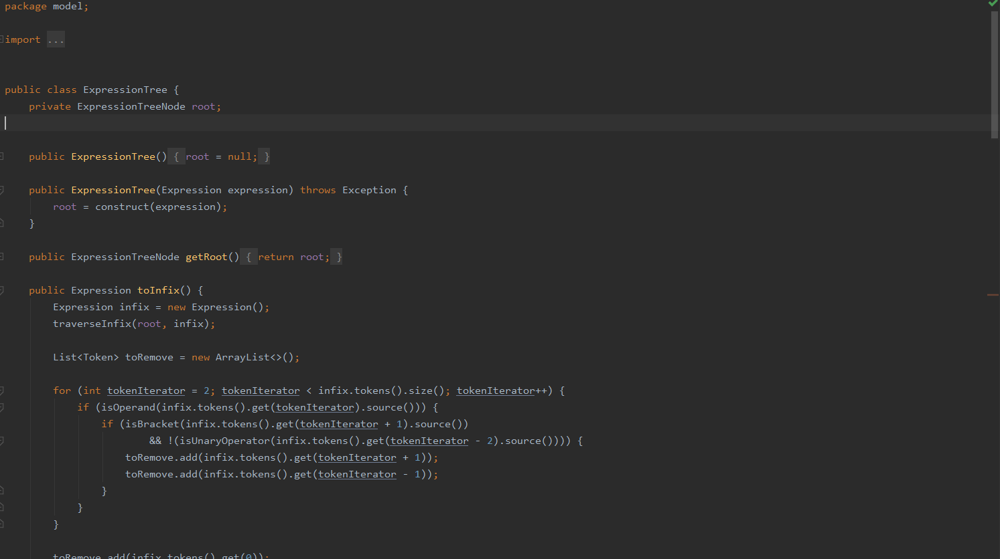 package model;
import ...
public class ExpressionTree {
    private ExpressionTreeNode root;
    public ExpressionTree() { root = null; }
    public ExpressionTree(Expression expression) throws Exception {
        root = construct(expression);
    }
    public ExpressionTreeNode getRoot() { return root; }
    public Expression toInfix() {
        Expression infix = new Expression();
        traverseInfix(root, infix);
        List<Token> toRemove = new ArrayList<>();
        for (int tokenIterator = 2; tokenIterator < infix.tokens().size(); tokenIterator++) {
            if (isOperand(infix.tokens().get(tokenIterator).source())) {
                if (isBracket(infix.tokens().get(tokenIterator + 1).source())
                        && !(isUnaryOperator(infix.tokens().get(tokenIterator - 2).source()))) {
                    toRemove.add(infix.tokens().get(tokenIterator + 1));
                    toRemove.add(infix.tokens().get(tokenIterator - 1));
                }
            }
        }
        toRemove.add(infix.tokens().get(0));